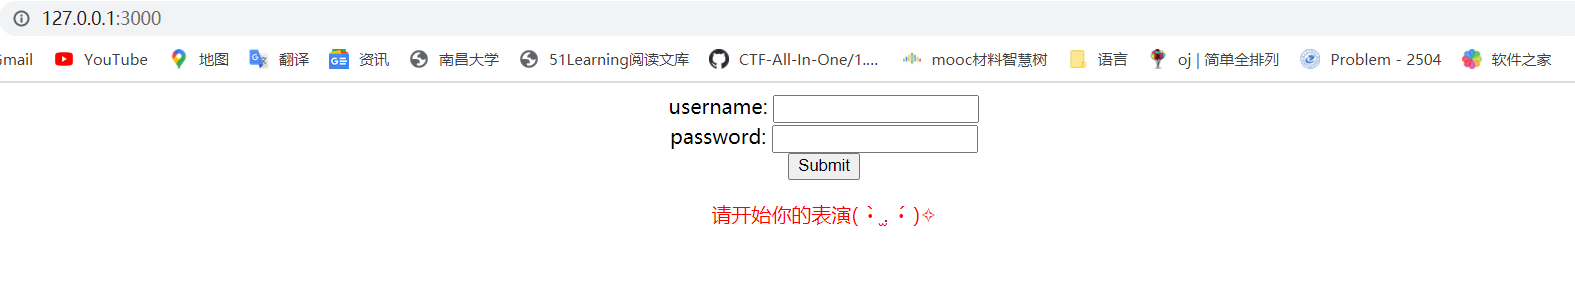 127.0.0.1:3000
Gmail YouTube 地图 翻译 资讯 南昌大学 51Learning阅读文库 CTF-All-In-One/1.... mooc材料智慧树 语言 oj | 简单全排列 Problem - 2504 软件之家
username:
password:
Submit
请开始你的表演( •̀ ω •́ )✧